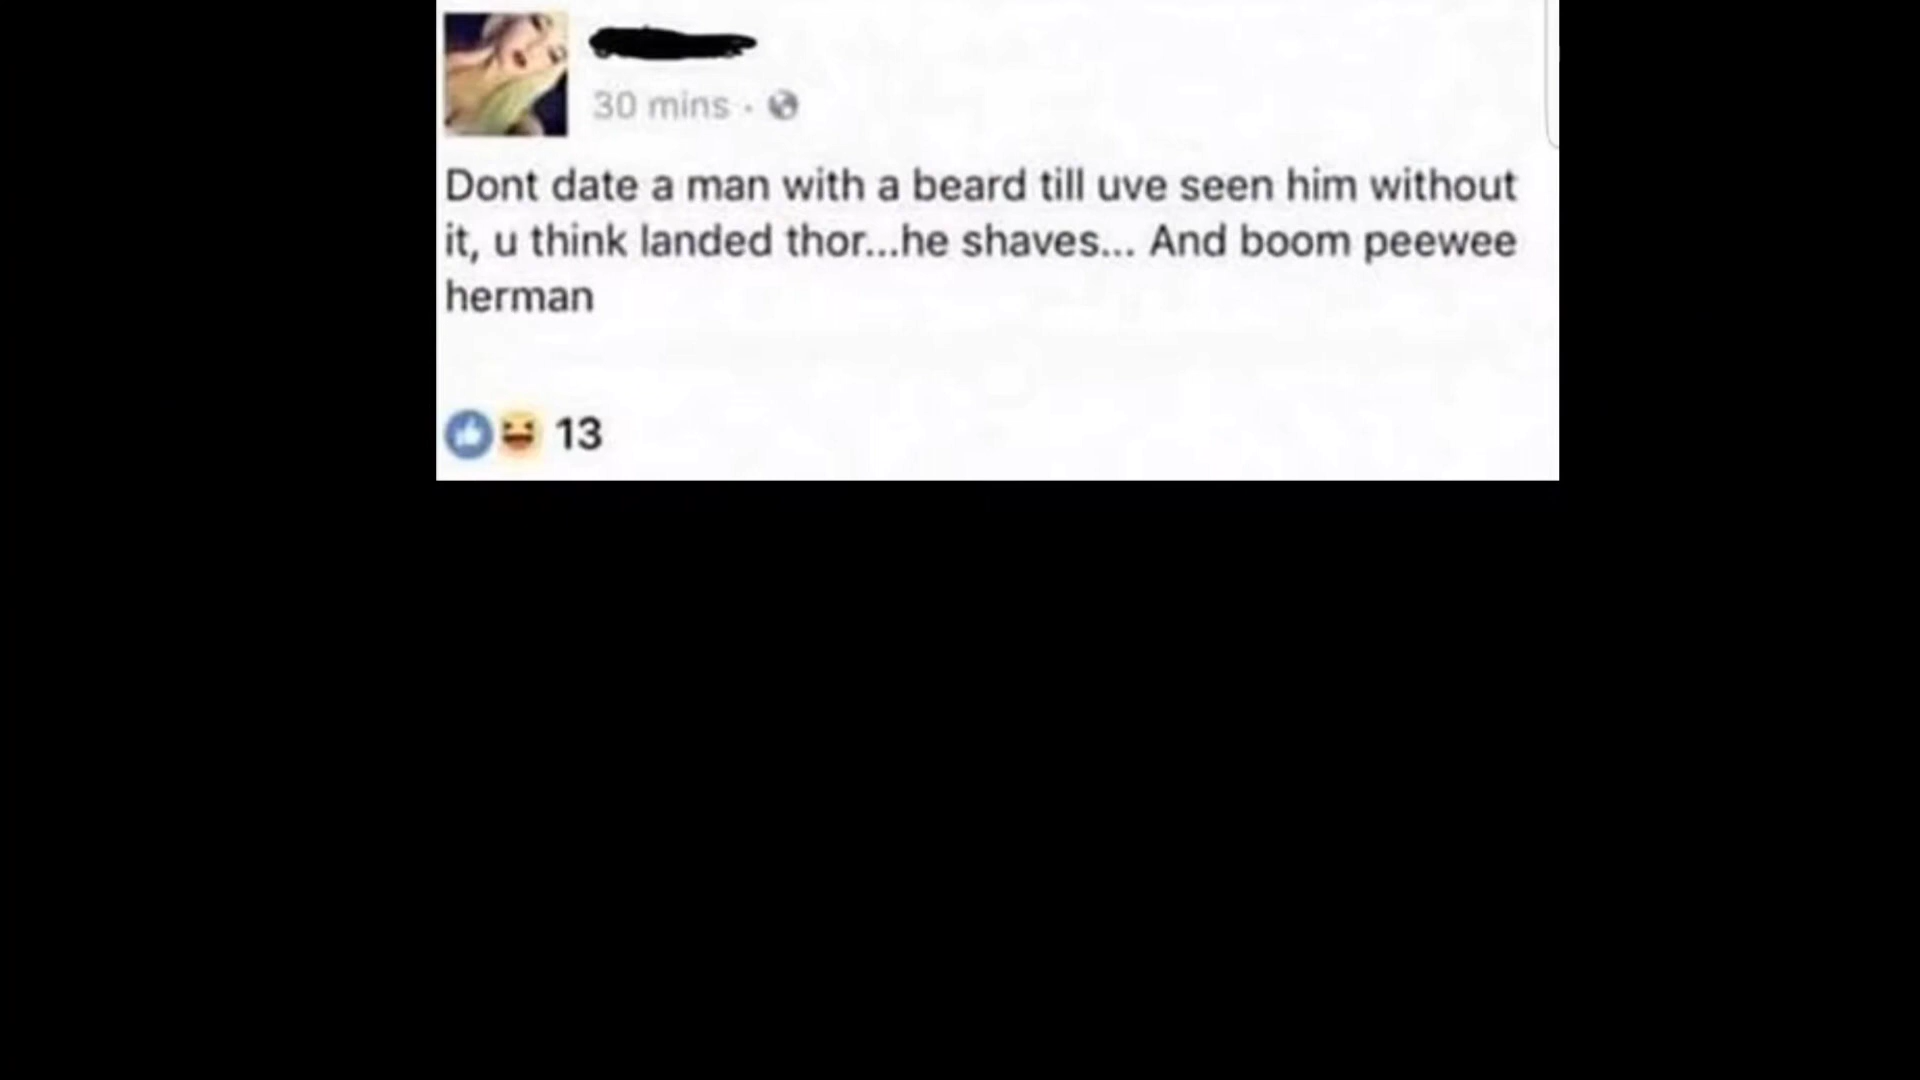 30 mins ·
Dont date a man with a beard till uve seen him without
it, u think landed thor...he shaves... And boom peewee
herman
13